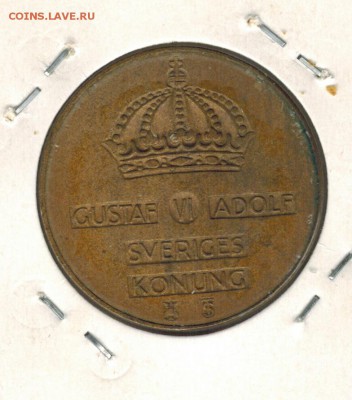 COINS.LAVE.RU
GUSTAF VI ADOLF
SVERIGES
KONUNG
T S